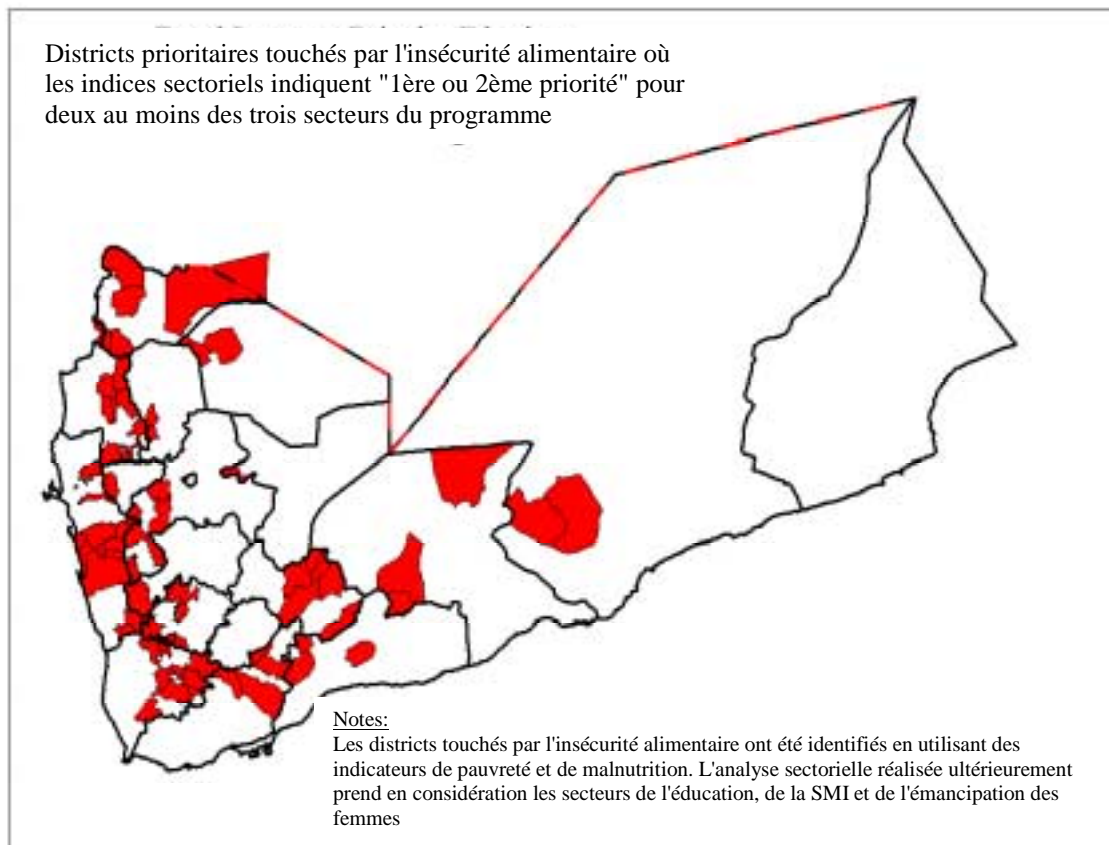 Districts prioritaires touchés par l'insécurité alimentaire où
les indices sectoriels indiquent "1ère ou 2ème priorité" pour
deux au moins des trois secteurs du programme
Notes:
Les districts touchés par l'insécurité alimentaire ont été identifiés en utilisant des
indicateurs de pauvreté et de malnutrition. L'analyse sectorielle réalisée ultérieurement
prend en considération les secteurs de l'éducation, de la SMI et de l'émancipation des
femmes